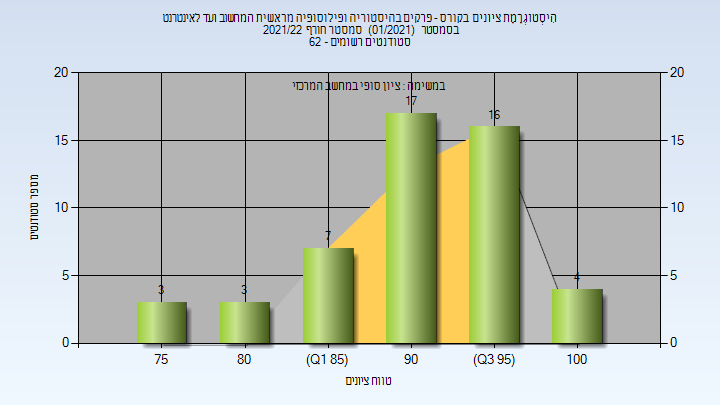 היסטוגרמת ציונים בקורס - פרקים בהיסטוריה ופילוסופיה מראשית המחשוב ועד לאינטרנט
בסמסטר (01/2021) סמסטר חורף 2021/22
סטודנטים רשומים - 62
במשימה : ציון סופי במחשב המרכזי
20
15
10
5
0
20
15
10
5
0
3
3
7
17
16
4
75
80
(Q1 85)
90
(Q3 95)
100
מספר סטודנטים
טווח ציונים